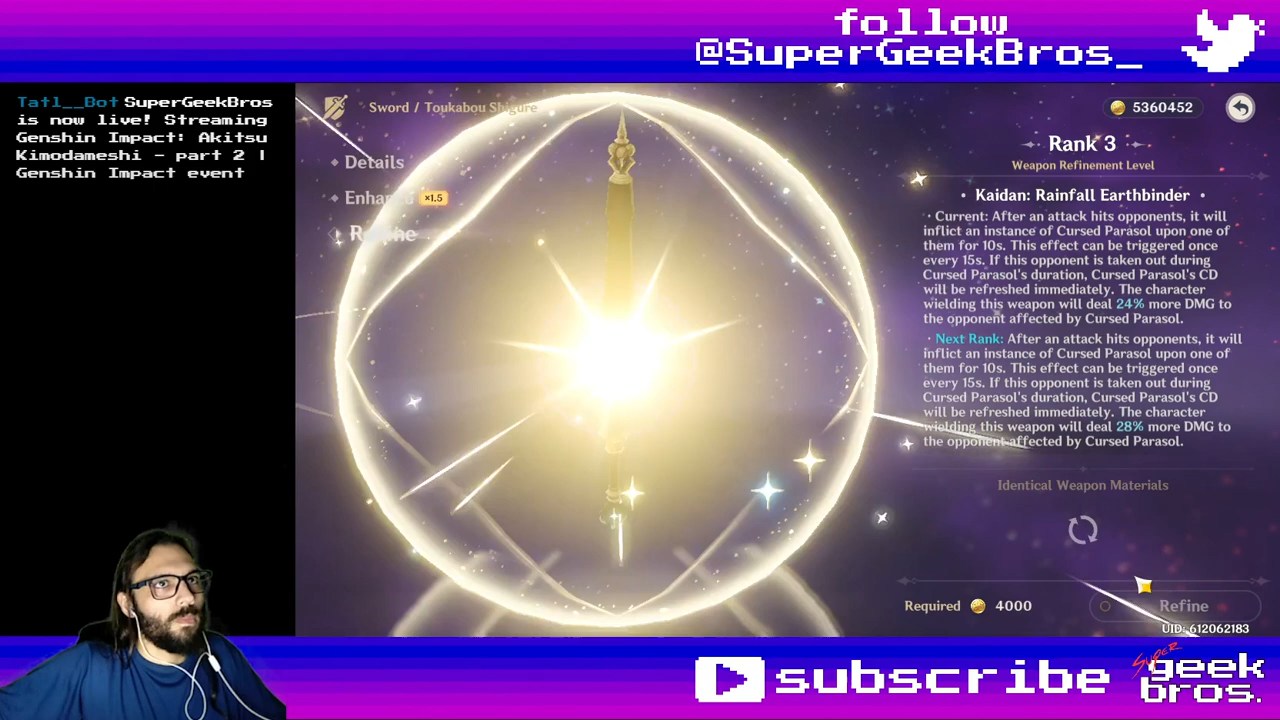 follow
@SuperGeekBros_
Tatl__Bot SuperGeekBros
is now live! Streaming
Genshin Impact: Akitsu
Kimodameshi - part 2 |
Genshin Impact event
Sword / Toukabou Shigure
Details
Enhance ×1.5
Refine
5360452
Rank 3
Weapon Refinement Level
• Kaidan: Rainfall Earthbinder •
· Current: After an attack hits opponents, it will
inflict an instance of Cursed Parasol upon one of
them for 10s. This effect can be triggered once
every 15s. If this opponent is taken out during
Cursed Parasol's duration, Cursed Parasol's CD
will be refreshed immediately. The character
wielding this weapon will deal 24% more DMG to
the opponent affected by Cursed Parasol.
· Next Rank: After an attack hits opponents, it will
inflict an instance of Cursed Parasol upon one of
them for 10s. This effect can be triggered once
every 15s. If this opponent is taken out during
Cursed Parasol's duration, Cursed Parasol's CD
will be refreshed immediately. The character
wielding this weapon will deal 28% more DMG to
the opponent affected by Cursed Parasol.
Identical Weapon Materials
Required 4000
Refine
UID: 612062183
subscribe
Super
geek
bros.